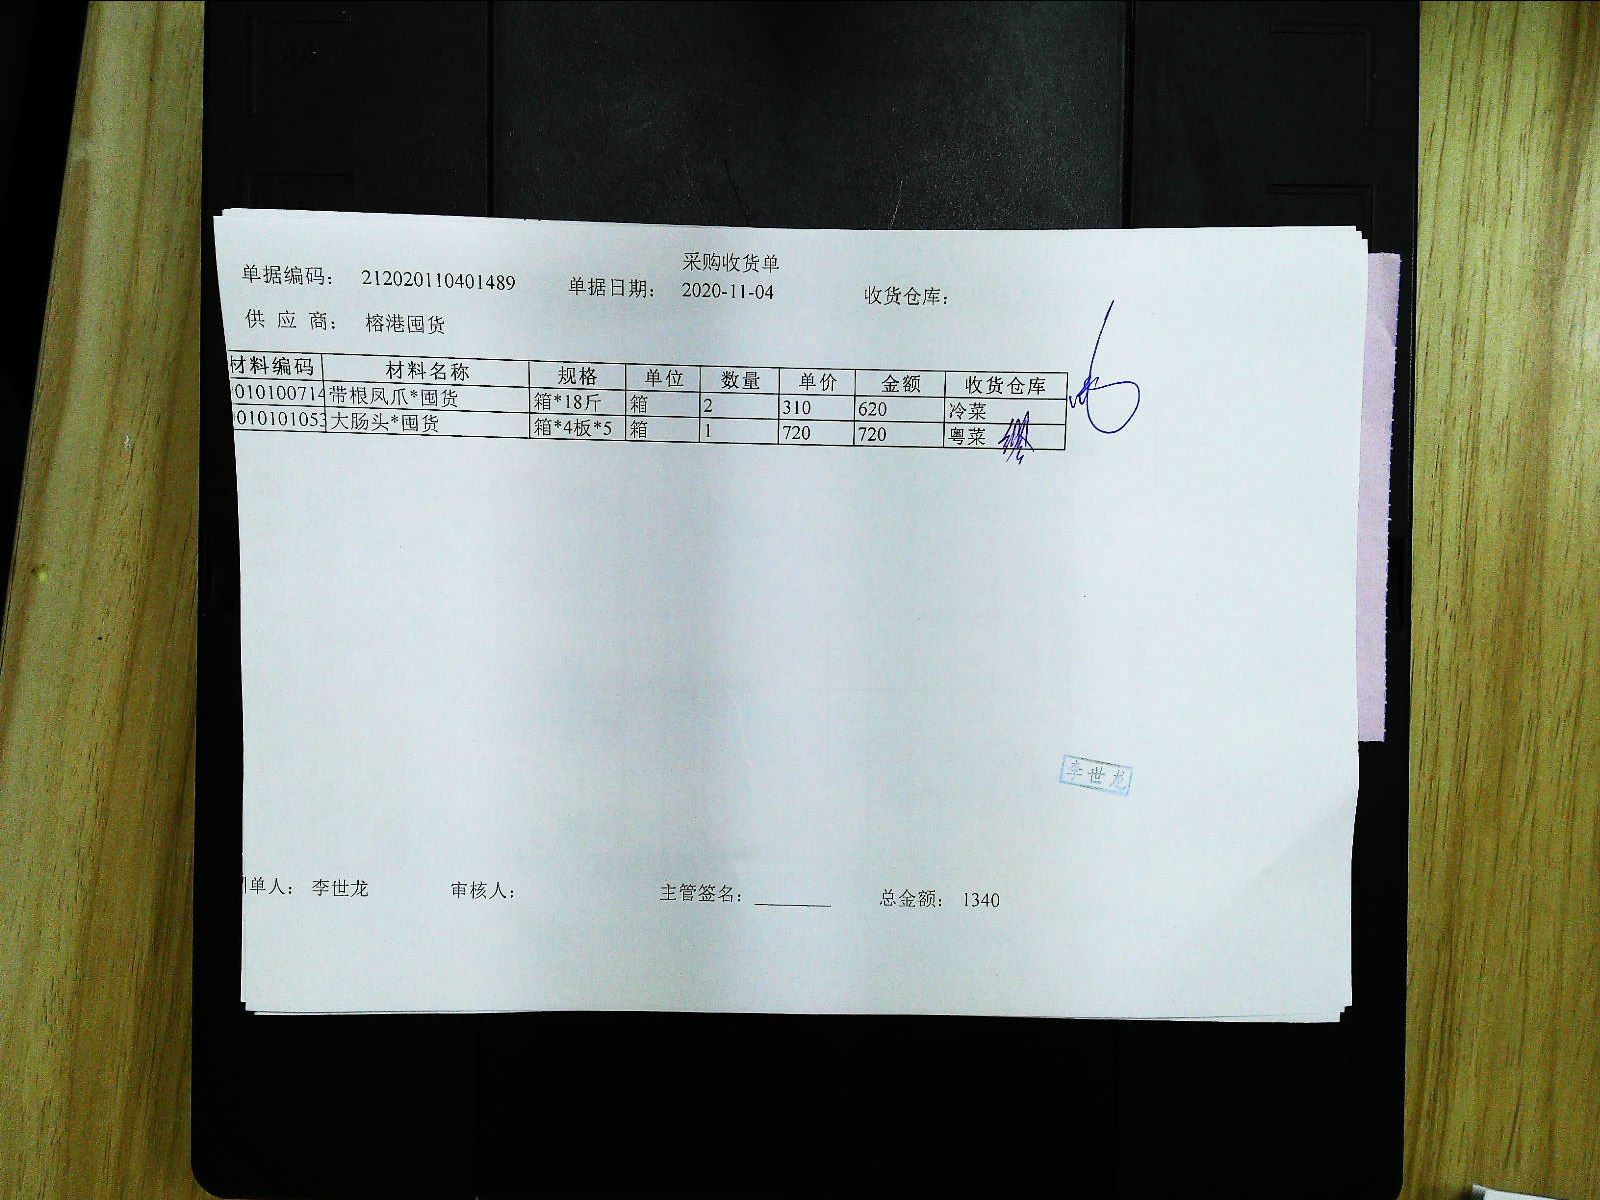 采购收货单
单据编码： 212020110401489 单据日期： 2020-11-04 收货仓库：
供 应 商： 榕港囤货
材料编码 材料名称 规格 单位 数量 单价 金额 收货仓库
010100714 带根凤爪*囤货 箱*18斤 箱 2 310 620 冷菜
010101053 大肠头*囤货 箱*4板*5 箱 1 720 720 粤菜
李世龙
单人： 李世龙 审核人： 主管签名： 总金额： 1340